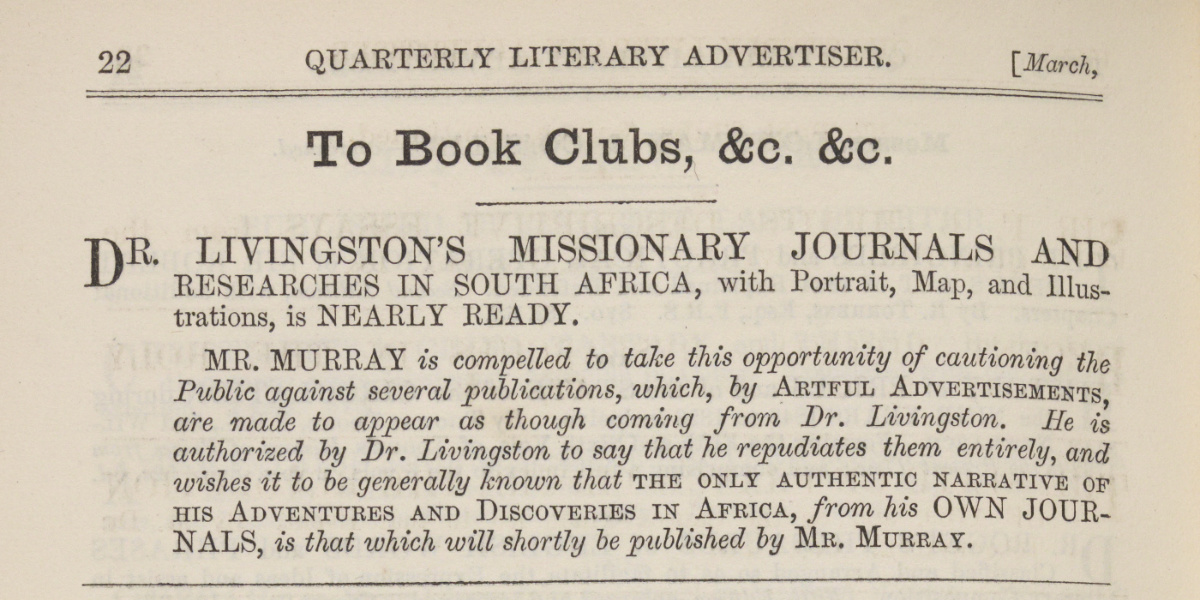 22 QUARTERLY LITERARY ADVERTISER. [March,
To Book Clubs, &c. &c.
DR. LIVINGSTON'S MISSIONARY JOURNALS AND
RESEARCHES IN SOUTH AFRICA, with Portrait, Map, and Illus-
trations, is NEARLY READY.
MR. MURRAY is compelled to take this opportunity of cautioning the
Public against several publications, which, by ARTFUL ADVERTISEMENTS,
are made to appear as though coming from Dr. Livingston. He is
authorized by Dr. Livingston to say that he repudiates them entirely, and
wishes it to be generally known that THE ONLY AUTHENTIC NARRATIVE OF
HIS ADVENTURES AND DISCOVERIES IN AFRICA, from his OWN JOUR-
NALS, is that which will shortly be published by MR. MURRAY.